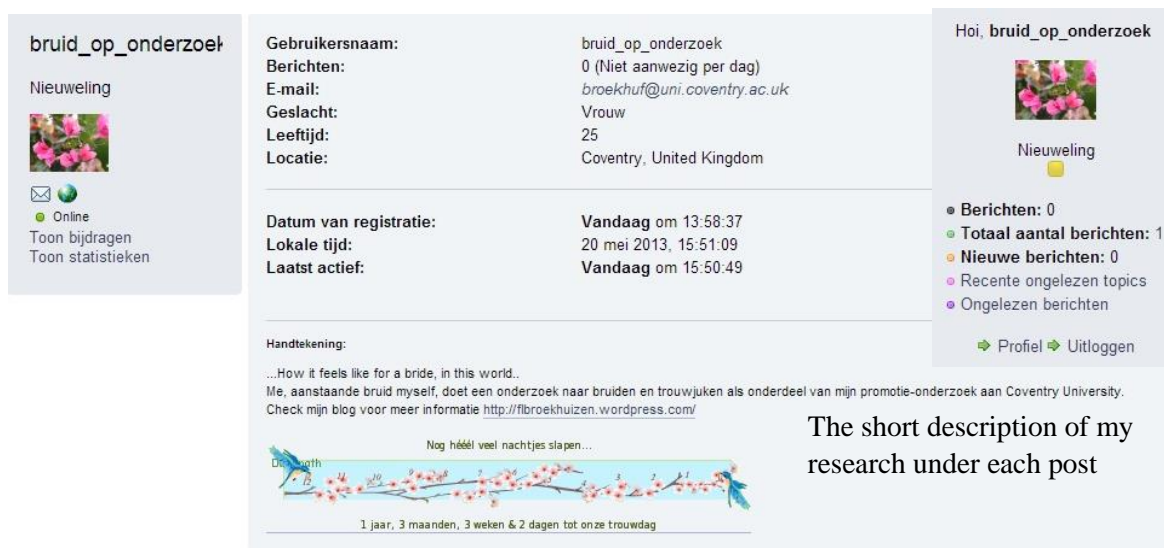 bruid_op_onderzoek
Nieuweling
Online
Toon bijdragen
Toon statistieken
Gebruikersnaam: bruid_op_onderzoek
Berichten: 0 (Niet aanwezig per dag)
E-mail: broekhuf@uni.coventry.ac.uk
Geslacht: Vrouw
Leeftijd: 25
Locatie: Coventry, United Kingdom
Datum van registratie: Vandaag om 13:58:37
Lokale tijd: 20 mei 2013, 15:51:09
Laatst actief: Vandaag om 15:50:49
Handtekening:
...How it feels like for a bride, in this world..
Me, aanstaande bruid myself, doet een onderzoek naar bruiden en trouwjuken als onderdeel van mijn promotie-onderzoek aan Coventry University.
Check mijn blog voor meer informatie http://flbroekhuizen.wordpress.com/
Nog hééél veel nachtjes slapen...
1 jaar, 3 maanden, 3 weken & 2 dagen tot onze trouwdag
Hoi, bruid_op_onderzoek
Nieuweling
Berichten: 0
Totaal aantal berichten: 1
Nieuwe berichten: 0
Recente ongelezen topics
Ongelezen berichten
Profiel Uitloggen
The short description of my
research under each post